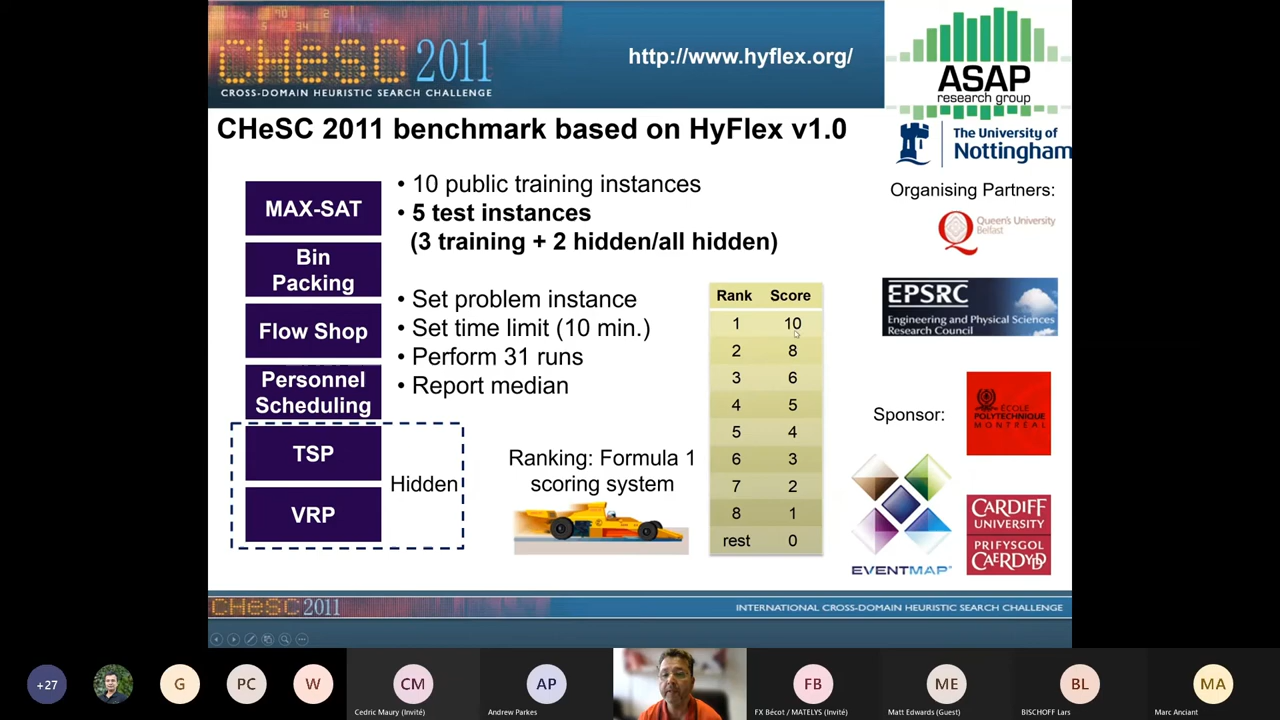 CHeSC 2011
CROSS-DOMAIN HEURISTIC SEARCH CHALLENGE
http://www.hyflex.org/
ASAP
research group
The University of
Nottingham
CHeSC 2011 benchmark based on HyFlex v1.0
MAX-SAT
Bin
Packing
Flow Shop
Personnel
Scheduling
TSP
VRP
Hidden
• 10 public training instances
• 5 test instances
(3 training + 2 hidden/all hidden)
• Set problem instance
• Set time limit (10 min.)
• Perform 31 runs
• Report median
Ranking: Formula 1
scoring system
Rank Score
1 10
2 8
3 6
4 5
5 4
6 3
7 2
8 1
rest 0
Organising Partners:
Queen's University
Belfast
EPSRC
Engineering and Physical Sciences
Research Council
Sponsor:
ÉCOLE
POLYTECHNIQUE
MONTRÉAL
EVENTMAP
CARDIFF
UNIVERSITY
PRIFYSGOL
CAERDYDD
CHeSC 2011
INTERNATIONAL CROSS-DOMAIN HEURISTIC SEARCH CHALLENGE
+27
G
PC
W
CM
Cedric Maury (Invité)
AP
Andrew Parkes
FB
FX Bécot / MATELYS (Invité)
ME
Matt Edwards (Guest)
BL
BISCHOFF Lars
MA
Marc Anciant